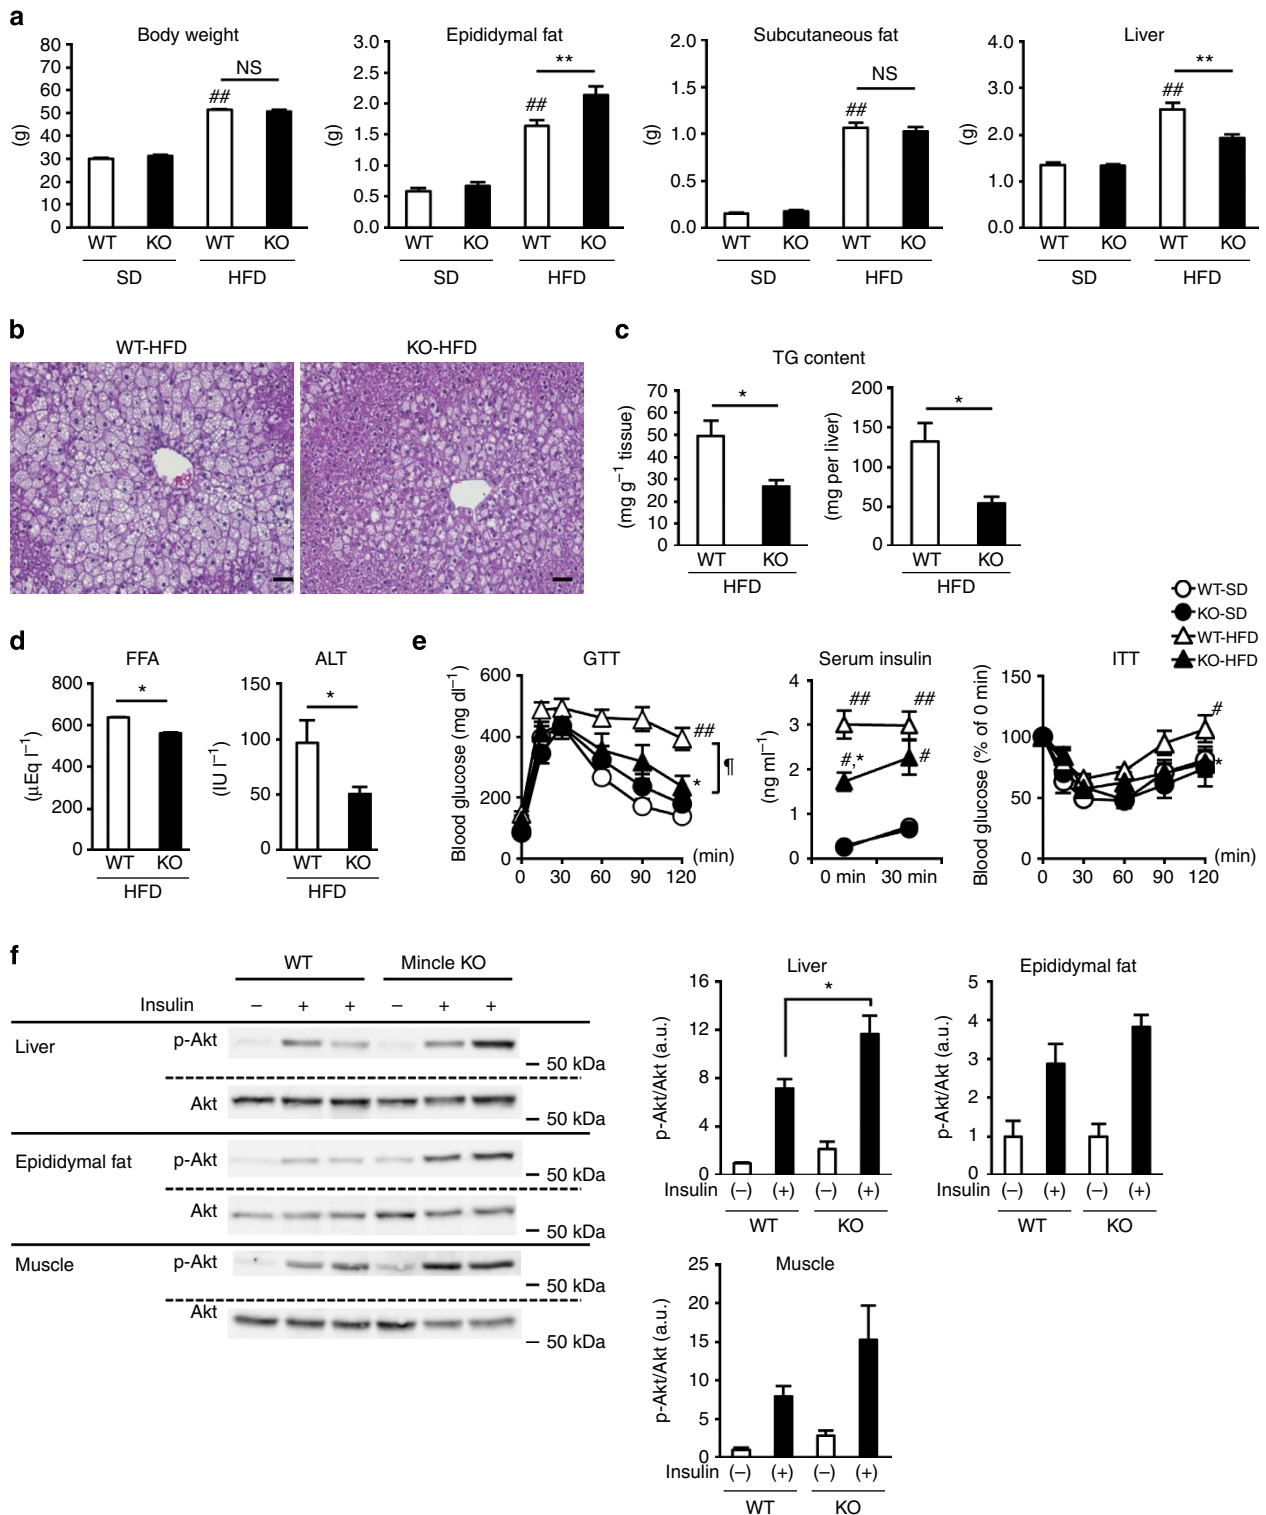 a
Body weight
(g)
80
70
60
50
40
30
20
10
0
##
NS
WT KO WT KO
SD HFD
Epididymal fat
(g)
3.0
2.5
2.0
1.5
1.0
0.5
0.0
##
**
WT KO WT KO
SD HFD
Subcutaneous fat
(g)
2.0
1.5
1.0
0.5
0.0
##
NS
WT KO WT KO
SD HFD
Liver
(g)
4.0
3.0
2.0
1.0
0.0
##
**
WT KO WT KO
SD HFD
b
WT-HFD KO-HFD
c
TG content
(mg g⁻¹ tissue)
70
60
50
40
30
20
10
0
*
WT KO
HFD
(mg per liver)
200
150
100
50
0
*
WT KO
HFD
d
FFA
(µEq l⁻¹)
800
600
400
200
0
*
WT KO
HFD
ALT
(IU l⁻¹)
150
100
50
0
*
WT KO
HFD
e
WT-SD
KO-SD
WT-HFD
KO-HFD
GTT
Blood glucose (mg dl⁻¹)
600
400
200
0
##
¶
*
(min)
0 30 60 90 120
Serum insulin
(ng ml⁻¹)
4
3
2
1
0
## ##
#,* #
0 min 30 min
ITT
Blood glucose (% of 0 min)
150
100
50
0
#
*
(min)
0 30 60 90 120
f
WT Mincle KO
Insulin − + + − + +
Liver
p-Akt
50 kDa
Akt
50 kDa
Epididymal fat
p-Akt
50 kDa
Akt
50 kDa
Muscle
p-Akt
50 kDa
Akt
50 kDa
Liver
p-Akt/Akt (a.u.)
16
12
8
4
0
*
Insulin (−) (+) (−) (+)
WT KO
Epididymal fat
p-Akt/Akt (a.u.)
5
4
3
2
1
0
Insulin (−) (+) (−) (+)
WT KO
Muscle
p-Akt/Akt (a.u.)
25
20
15
10
5
0
Insulin (−) (+) (−) (+)
WT KO